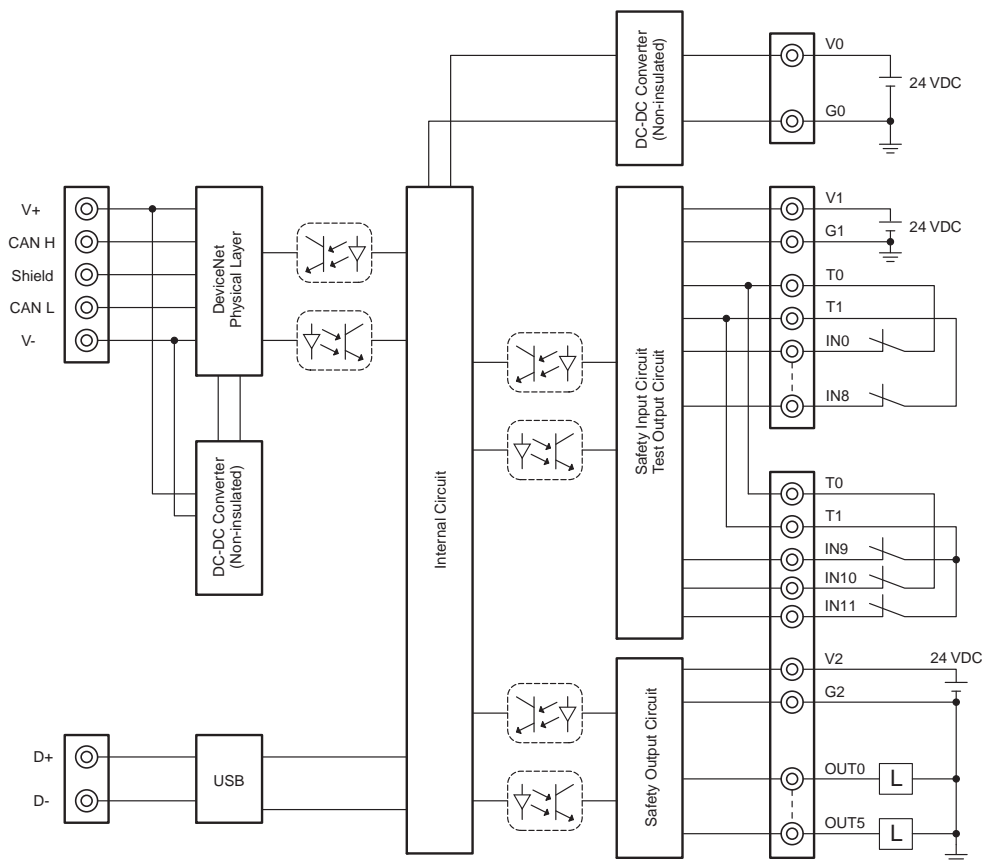 DC-DC Converter
(Non-insulated)
V0
24 VDC
G0
V+
CAN H
Shield
CAN L
V-
DeviceNet
Physical Layer
DC-DC Converter
(Non-insulated)
Internal Circuit
Safety Input Circuit
Test Output Circuit
V1
24 VDC
G1
T0
T1
IN0
IN8
T0
T1
IN9
IN10
IN11
D+
D-
USB
Safety Output Circuit
V2
24 VDC
G2
OUT0
L
OUT5
L